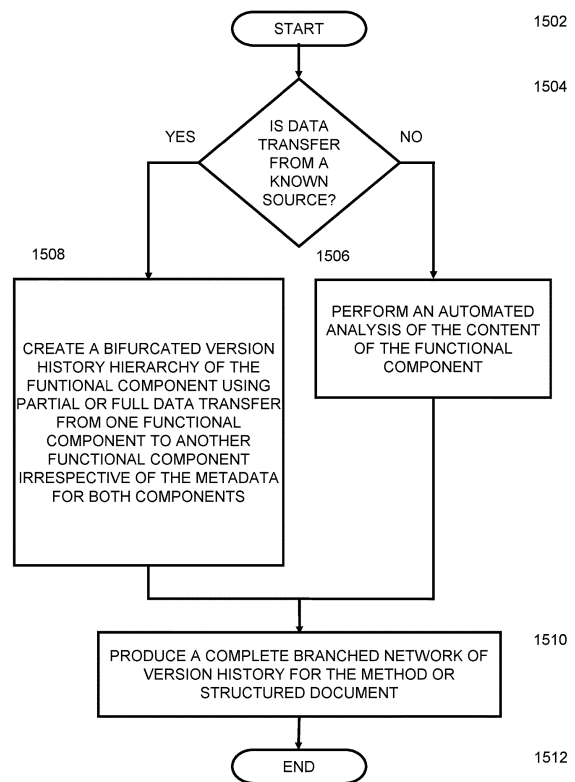 START
1502
1504
IS DATA
TRANSFER
FROM A
KNOWN
SOURCE?
YES
NO
1508
1506
CREATE A BIFURCATED VERSION
HISTORY HIERARCHY OF THE
FUNTIONAL COMPONENT USING
PARTIAL OR FULL DATA TRANSFER
FROM ONE FUNCTIONAL
COMPONENT TO ANOTHER
FUNCTIONAL COMPONENT
IRRESPECTIVE OF THE METADATA
FOR BOTH COMPONENTS
PERFORM AN AUTOMATED
ANALYSIS OF THE CONTENT
OF THE FUNCTIONAL
COMPONENT
1510
PRODUCE A COMPLETE BRANCHED NETWORK OF
VERSION HISTORY FOR THE METHOD OR
STRUCTURED DOCUMENT
END
1512